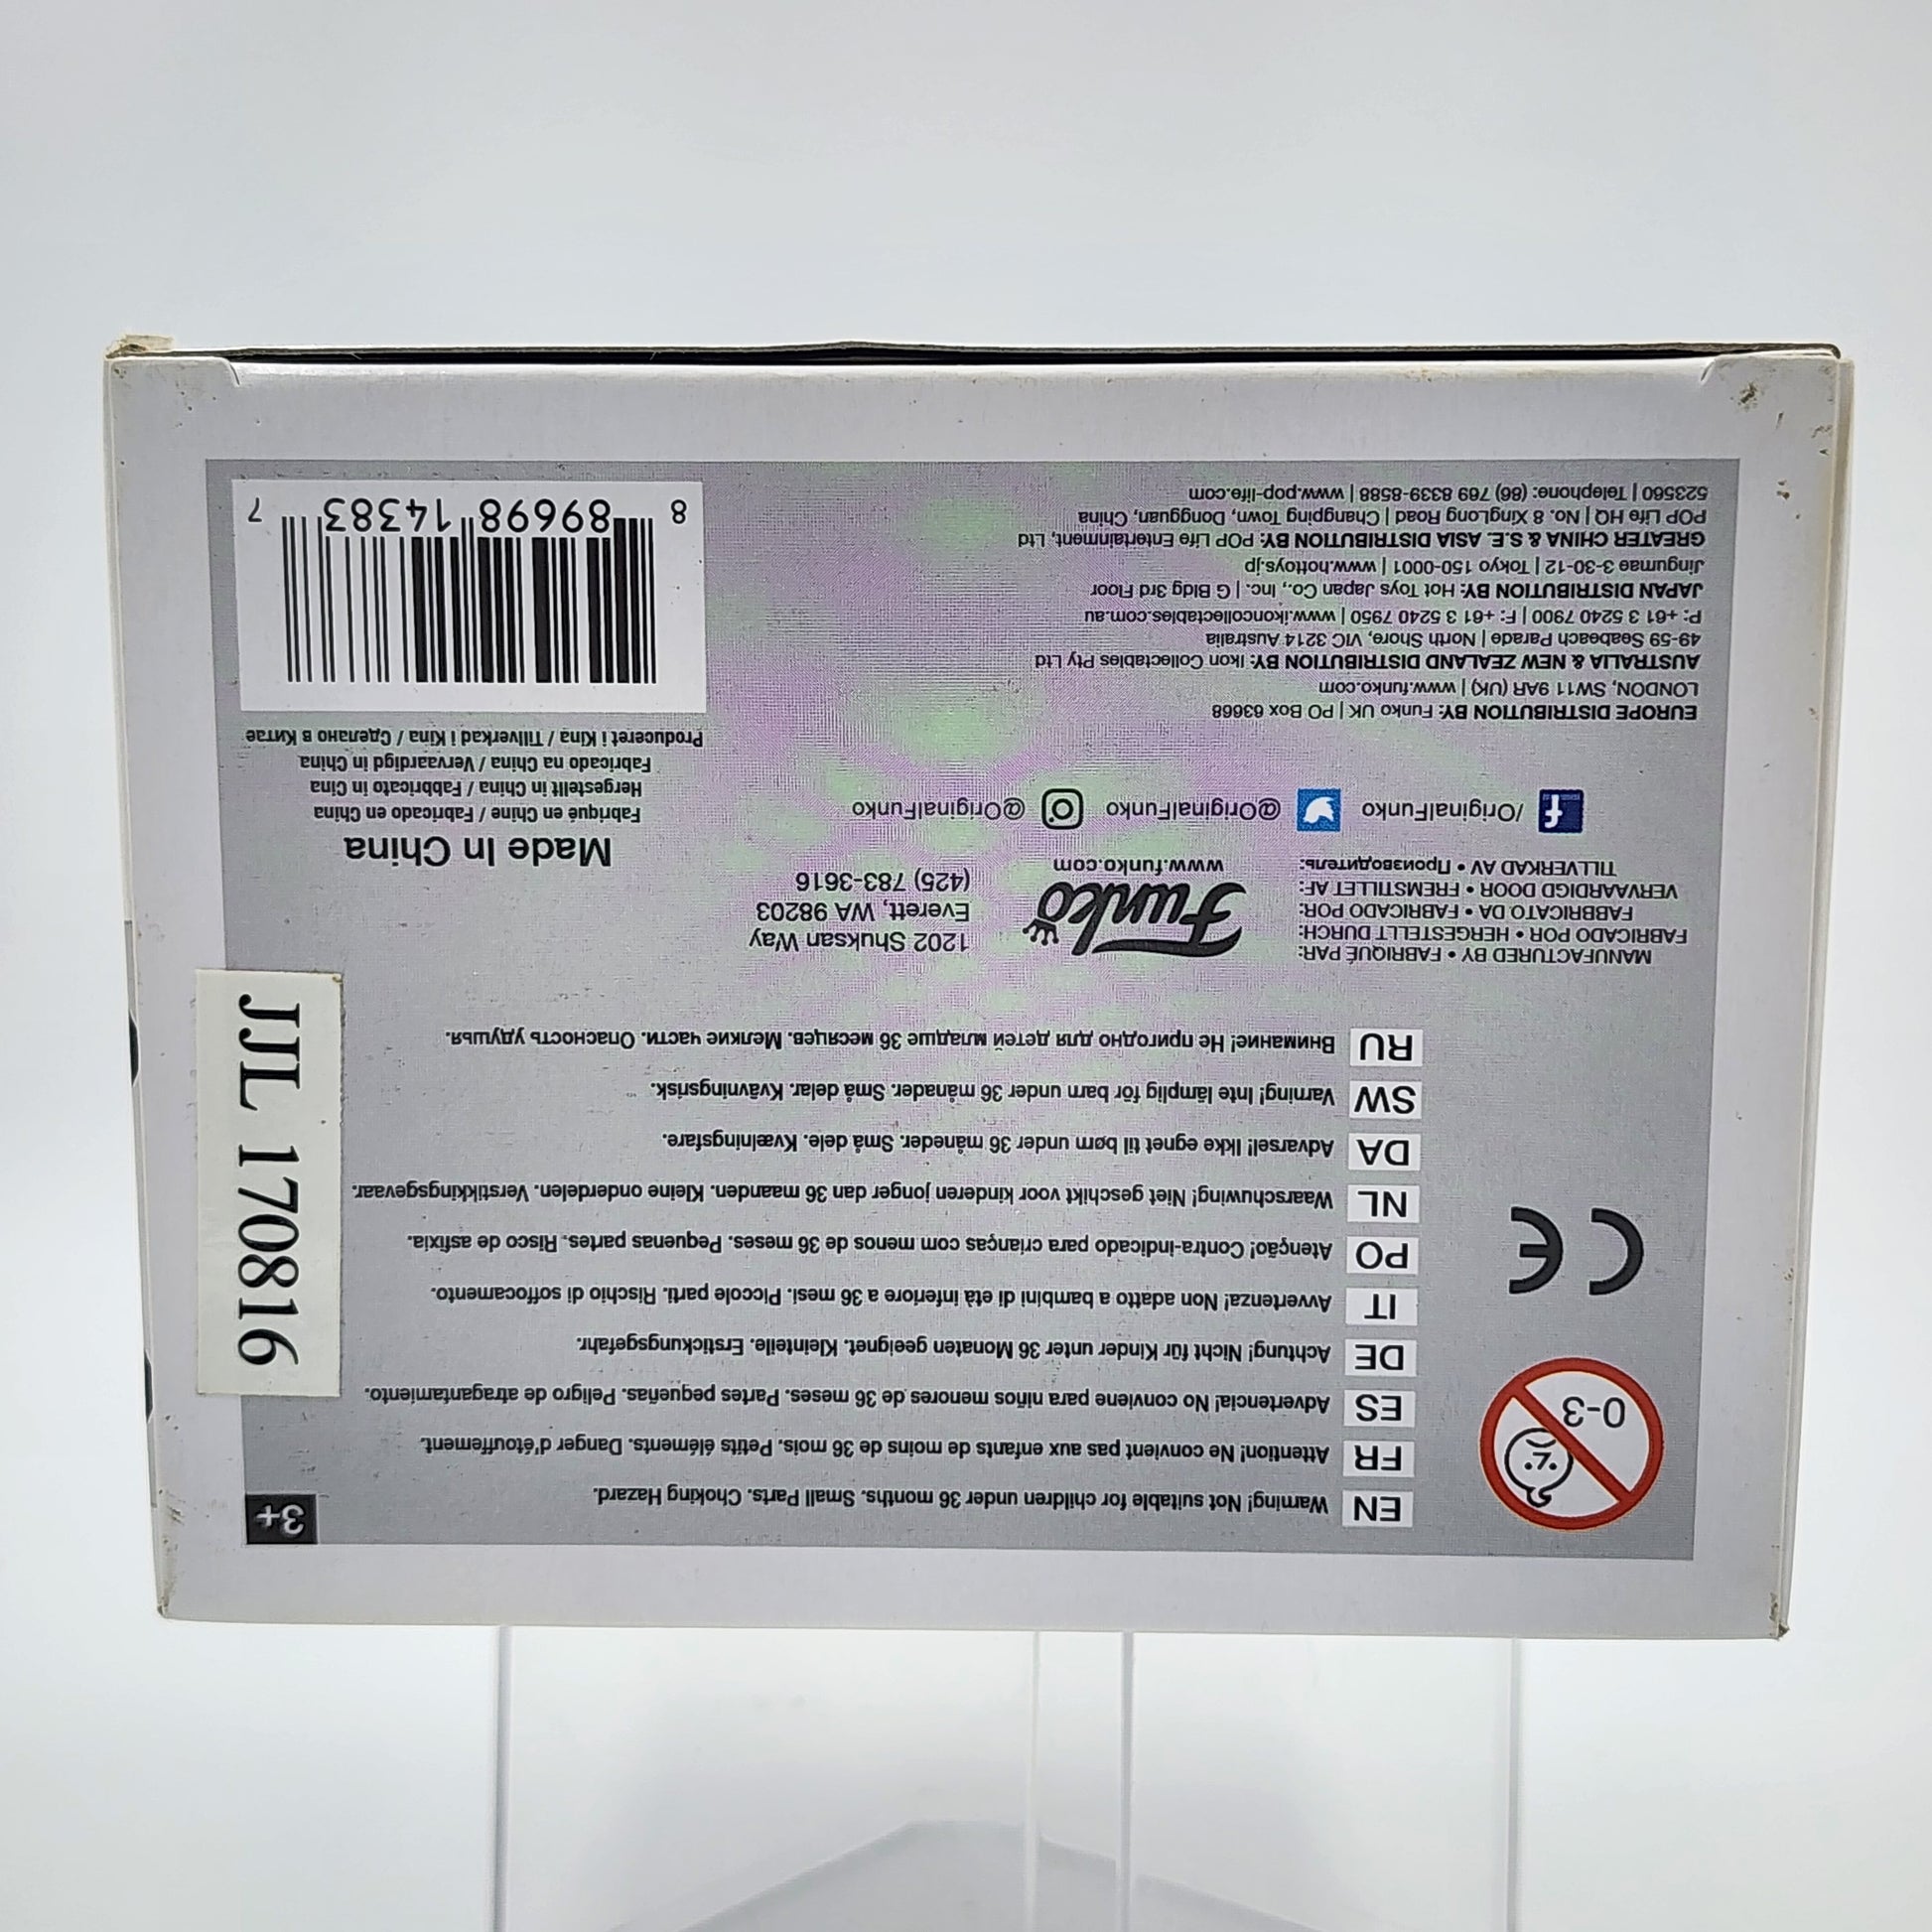 EN Warning! Not suitable for children under 36 months. Small Parts. Choking Hazard.
FR Attention! Ne convient pas aux enfants de moins de 36 mois, Petits éléments. Danger d'étouffement.
ES Advertencia! No conviene para niños menores de 36 meses. Partes pequeñas. Peligro de atragantamiento.
DE Achtung! Nicht für Kinder unter 36 Monaten geeignet. Kleinteile. Erstickungsgefahr.
IT Avvertenza! Non adatto a bambini di età inferiore a 36 mesi. Piccole parti. Rischio di soffocamento.
PO Atenção! Contra-indicado para crianças com menos de 36 meses. Pequenas partes. Risco de asfixia.
NL Waarschuwing! Niet geschikt voor kinderen jonger dan 36 maanden. Kleine onderdelen. Verstikkingsgevaar.
DA Advarsel! Ikke egnet til børn under 36 måneder. Små dele. Kvælningsfare.
SW Varning! Inte lämplig för barn under 36 månader. Små delar. Kvävningsrisk.
RU Внимание! Не пригодно для детей младше 36 месяцев. Мелкие части. Опасность удушья.
0-3
CE
3+
JJL 170816
MANUFACTURED BY • FABRIQUÉ PAR:
FABRICADO POR • HERGESTELLT DURCH:
FABBRICATO DA • FABRICADO POR:
VERVAARDIGD DOOR • FREMSTILLET AF:
TILLVERKAD AV • Производитель:
Funko
www.funko.com
1202 Shuksan Way
Everett, WA 98203
(425) 783-3616
/OriginalFunko @OriginalFunko @OriginalFunko
EUROPE DISTRIBUTION BY: Funko UK | PO Box 63668
LONDON, SW11 9AR (UK) | www.funko.com
AUSTRALIA & NEW ZEALAND DISTRIBUTION BY: Ikon Collectables Pty Ltd
49-59 Seabeach Parade | North Shore, VIC 3214 Australia
P: +61 3 5240 7900 | F: +61 3 5240 7950 | www.ikoncollectables.com.au
JAPAN DISTRIBUTION BY: Hot Toys Japan Co., Inc. | G Bldg 3rd Floor
Jingumae 3-30-12 | Tokyo 150-0001 | www.hottoys.jp
GREATER CHINA & S.E. ASIA DISTRIBUTION BY: POP Life Entertainment, Ltd
POP Life HQ | No. 8 XingLong Road | Changping Town, Dongguan, China
523560 | Telephone: (86) 769 8339-8588 | www.pop-life.com
Made In China
Fabriqué en Chine / Fabricado en China
Hergestellt in China / Fabbricato in Cina
Fabricado na China / Vervaardigd in China
Produceret i Kina / Tillverkad i Kina / Сделано в Китае
8 89698 14383 7